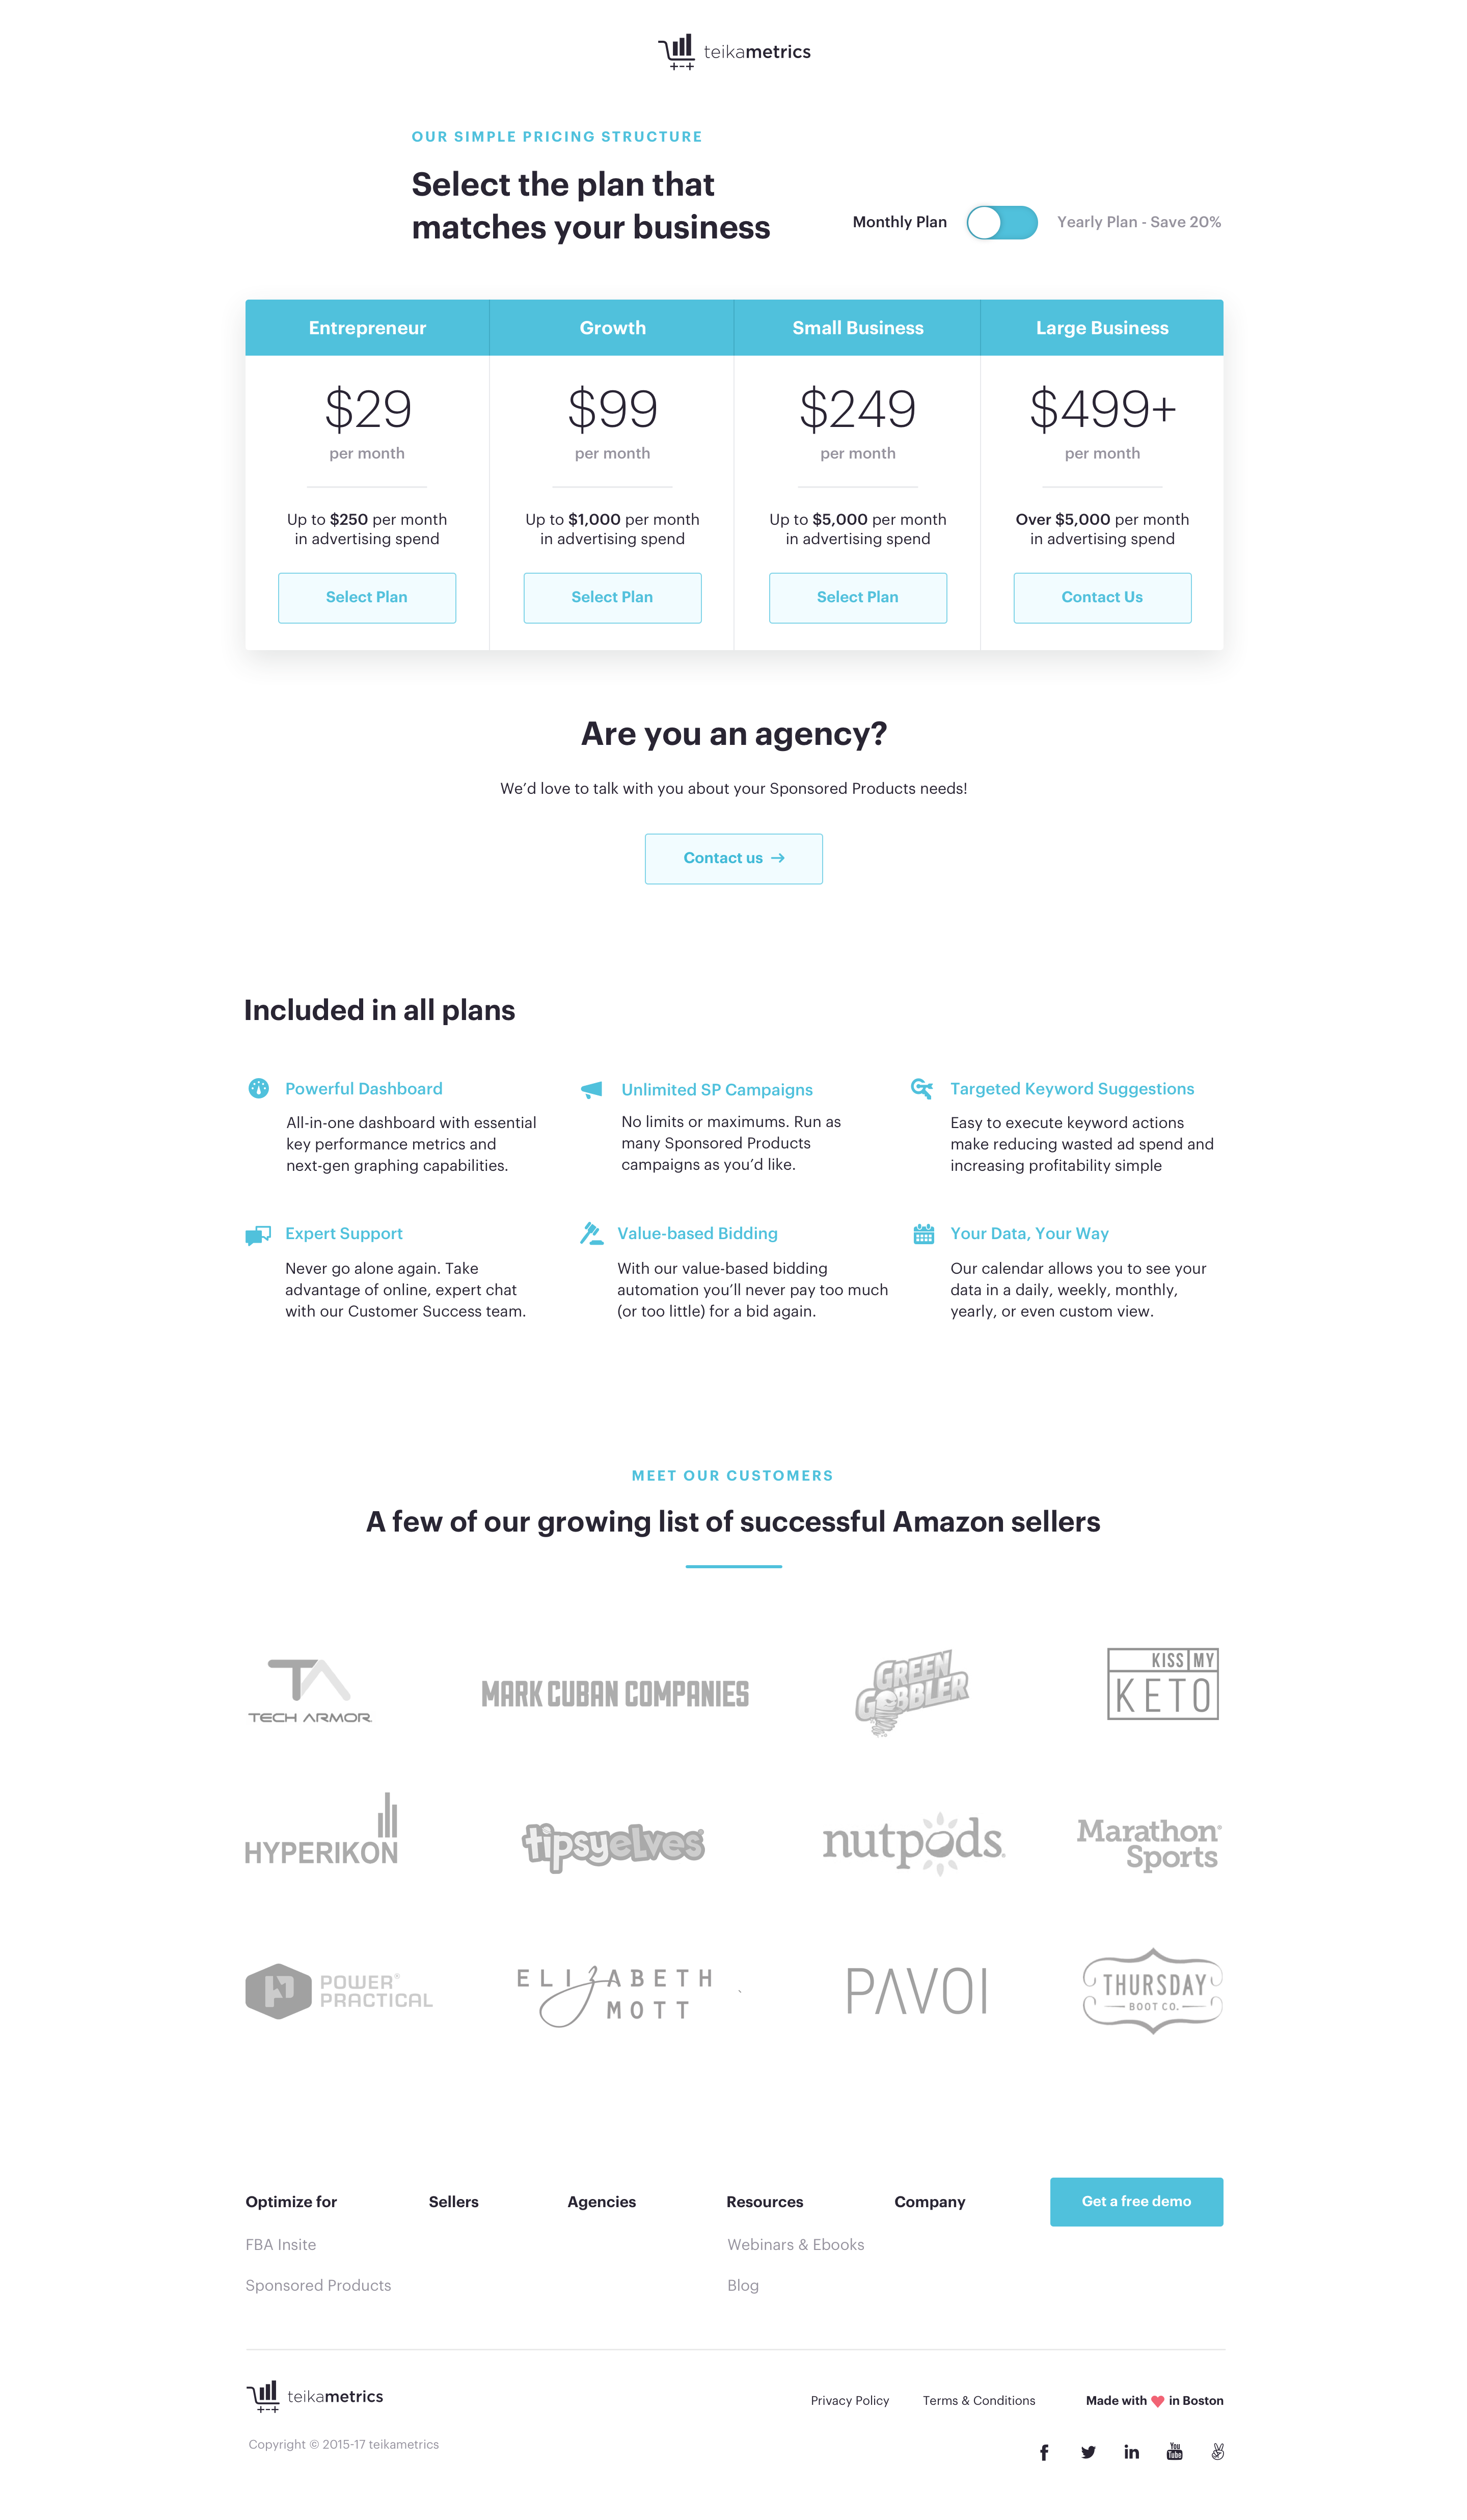 teikametrics
OUR SIMPLE PRICING STRUCTURE
Select the plan that
matches your business
Monthly Plan
Yearly Plan - Save 20%
Entrepreneur
$29
per month
Up to $250 per month
in advertising spend
Select Plan
Growth
$99
per month
Up to $1,000 per month
in advertising spend
Select Plan
Small Business
$249
per month
Up to $5,000 per month
in advertising spend
Select Plan
Large Business
$499+
per month
Over $5,000 per month
in advertising spend
Contact Us
Are you an agency?
We’d love to talk with you about your Sponsored Products needs!
Contact us →
Included in all plans
Powerful Dashboard
All-in-one dashboard with essential
key performance metrics and
next-gen graphing capabilities.
Unlimited SP Campaigns
No limits or maximums. Run as
many Sponsored Products
campaigns as you’d like.
Targeted Keyword Suggestions
Easy to execute keyword actions
make reducing wasted ad spend and
increasing profitability simple
Expert Support
Never go alone again. Take
advantage of online, expert chat
with our Customer Success team.
Value-based Bidding
With our value-based bidding
automation you’ll never pay too much
(or too little) for a bid again.
Your Data, Your Way
Our calendar allows you to see your
data in a daily, weekly, monthly,
yearly, or even custom view.
MEET OUR CUSTOMERS
A few of our growing list of successful Amazon sellers
TA
TECH ARMOR
MARK CUBAN COMPANIES
GREEN
GOBBLER
KISS MY
KETO
HYPERIKON
tipsyelves
nutpods
Marathon
Sports
POWER®
PRACTICAL
ELIZABETH
MOTT
PAVOI
THURSDAY
BOOT CO.
Optimize for
FBA Insite
Sponsored Products
Sellers
Agencies
Resources
Webinars & Ebooks
Blog
Company
Get a free demo
teikametrics
Copyright © 2015-17 teikametrics
Privacy Policy
Terms & Conditions
Made with ♥ in Boston
f
in
You
Tube